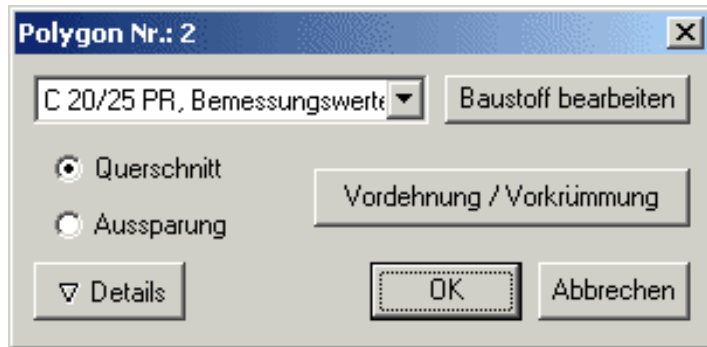 Polygon Nr.: 2
C 20/25 PR, Bemessungswerte
Baustoff bearbeiten
Querschnitt
Vordehnung / Vorkrümmung
Aussparung
Details
OK
Abbrechen